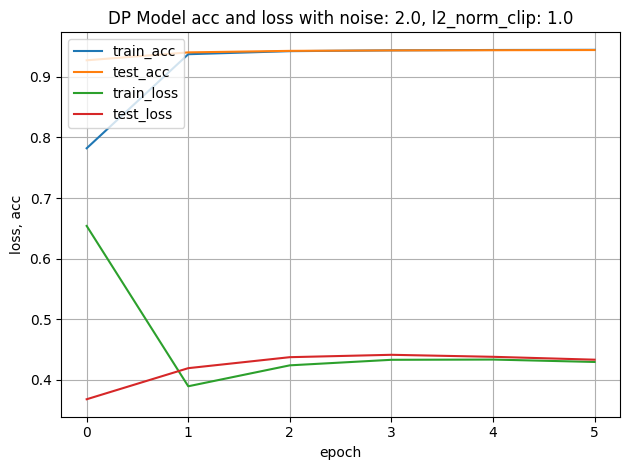 DP Model acc and loss with noise: 2.0, l2_norm_clip: 1.0
train_acc
test_acc
train_loss
test_loss
loss, acc
0.9
0.8
0.7
0.6
0.5
0.4
0 1 2 3 4 5
epoch